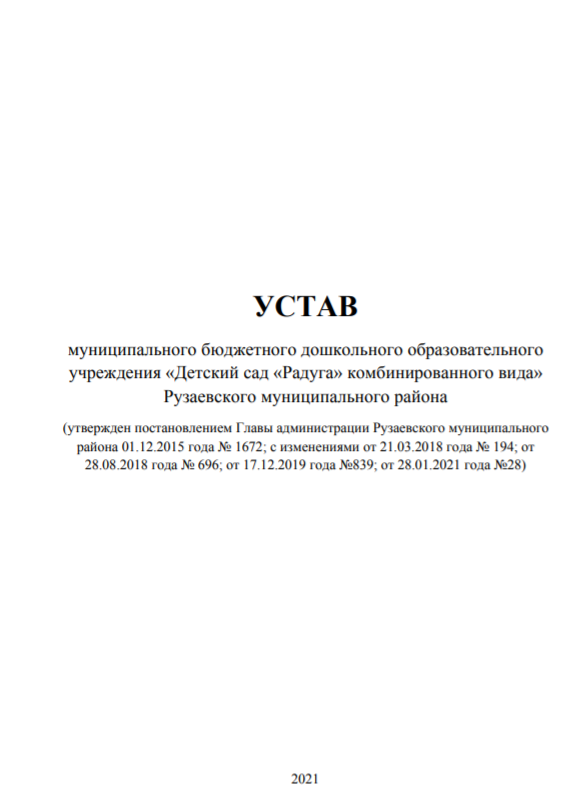 УСТАВ
муниципального бюджетного дошкольного образовательного
учреждения «Детский сад «Радуга» комбинированного вида»
Рузаевского муниципального района
(утвержден постановлением Главы администрации Рузаевского муниципального
района 01.12.2015 года № 1672; с изменениями от 21.03.2018 года № 194; от
28.08.2018 года № 696; от 17.12.2019 года №839; от 28.01.2021 года №28)
2021